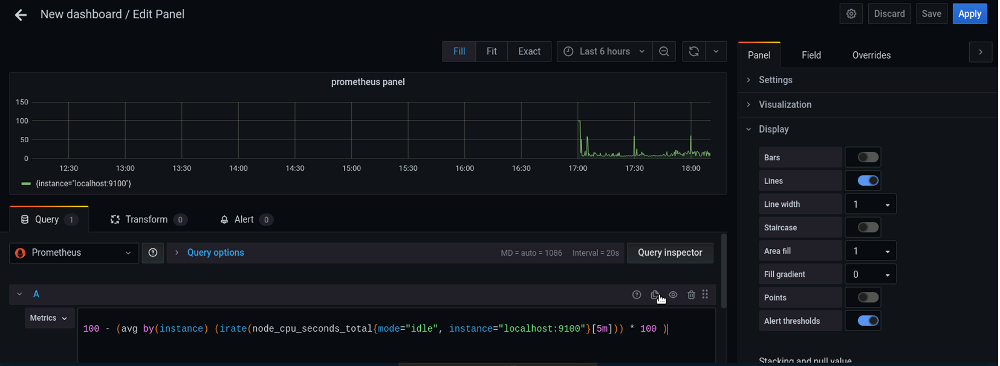 New dashboard / Edit Panel
Discard
Save
Apply
Fill
Fit
Exact
Last 6 hours
Panel
Field
Overrides
prometheus panel
Settings
Visualization
Display
150
100
50
0
12:30 13:00 13:30 14:00 14:30 15:00 15:30 16:00 16:30 17:00 17:30 18:00
{instance="localhost:9100"}
Bars
Lines
Line width 1
Staircase
Area fill 1
Fill gradient 0
Points
Alert thresholds
Stacking and null value
Query 1
Transform 0
Alert 0
Prometheus
Query options
MD = auto = 1086 Interval = 20s
Query inspector
A
Metrics
100 - (avg by(instance) (irate(node_cpu_seconds_total{mode="idle", instance="localhost:9100"}[5m])) * 100 )